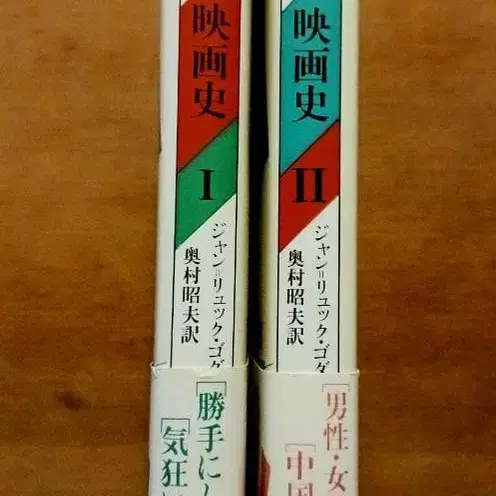 映画史
I
ジャン=リュック・ゴダ
奥村昭夫訳
[勝手にし
[気狂い
映画史
II
ジャン=リュック・ゴダ
奥村昭夫訳
[男性・女
[中国